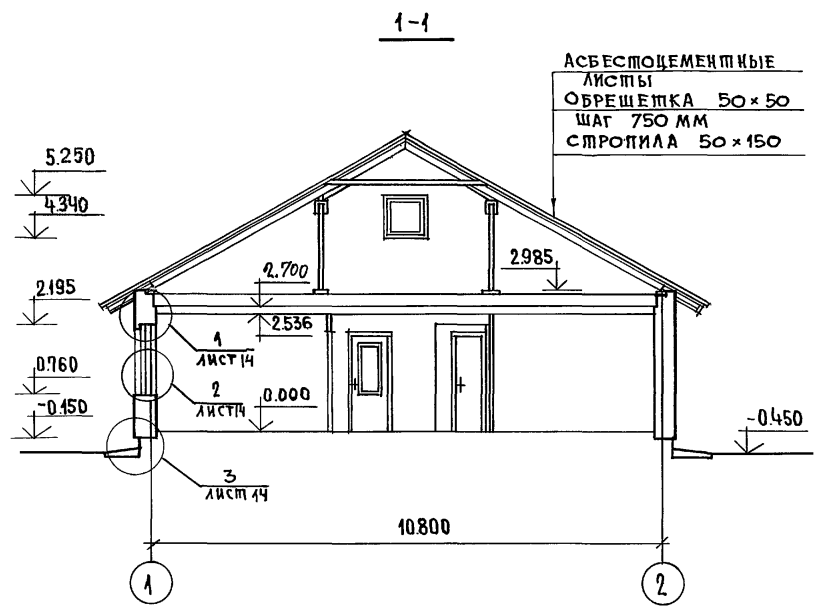 1-1
АСБЕСТОЦЕМЕНТНЫЕ
ЛИСТЫ
ОБРЕШЕТКА 50×50
ШАГ 750 ММ
СТРОПИЛА 50×150
5.250
4.340
2.195
0.760
-0.150
2.700
2.985
2.536
0.000
-0.450
1
ЛИСТ 14
2
ЛИСТ 14
3
ЛИСТ 14
10.800
1
2